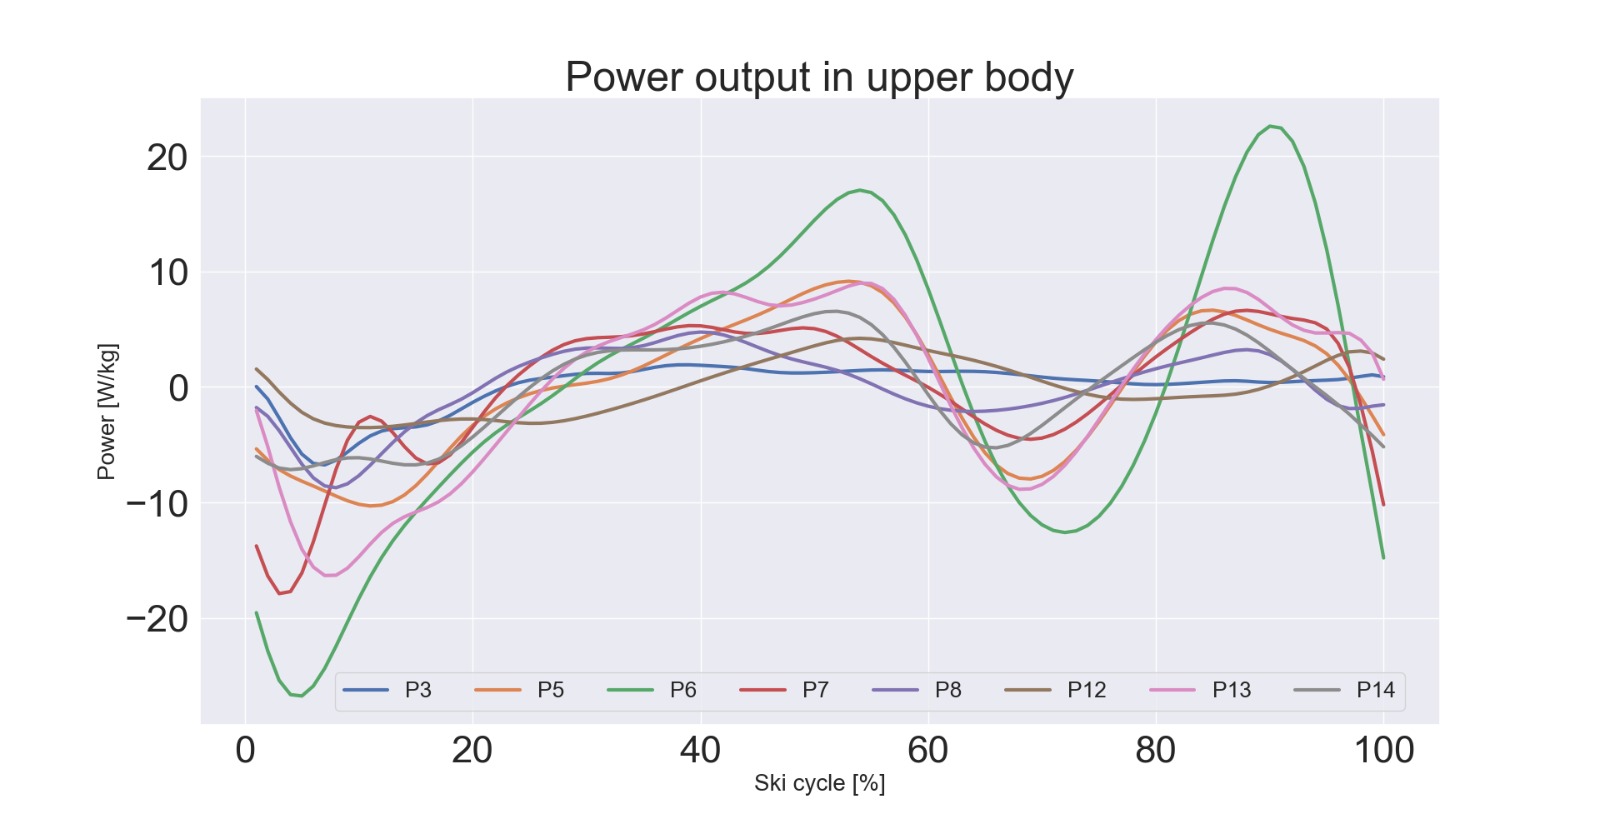 Power output in upper body
Power [W/kg]
20
10
0
−10
−20
P3 P5 P6 P7 P8 P12 P13 P14
0 20 40 60 80 100
Ski cycle [%]